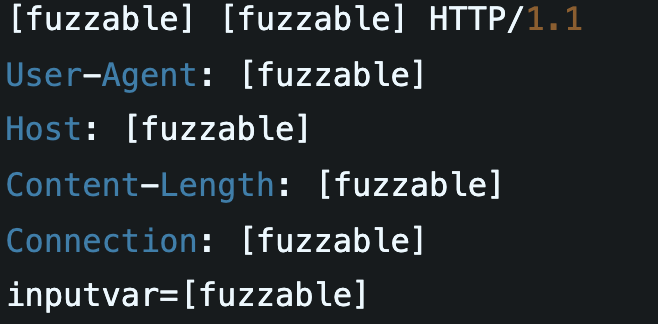 [fuzzable] [fuzzable] HTTP/1.1
User-Agent: [fuzzable]
Host: [fuzzable]
Content-Length: [fuzzable]
Connection: [fuzzable]
inputvar=[fuzzable]